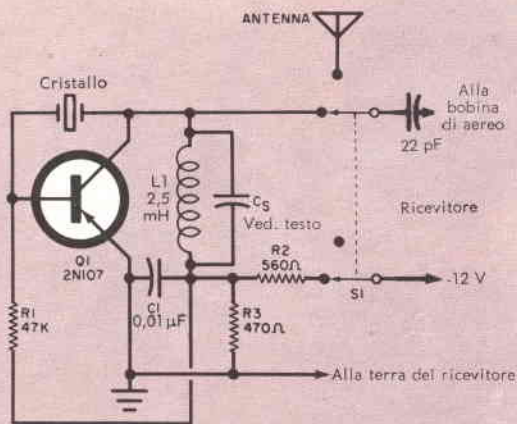 ANTENNA
Cristallo
Alla
bobina
di aereo
22 pF
L1
2,5
mH
CS
Ved. testo
Ricevitore
Q1
2N107
R2
560Ω
-12 V
S1
C1
0,01 µF
R1
47K
R3
470Ω
Alla terra del ricevitore